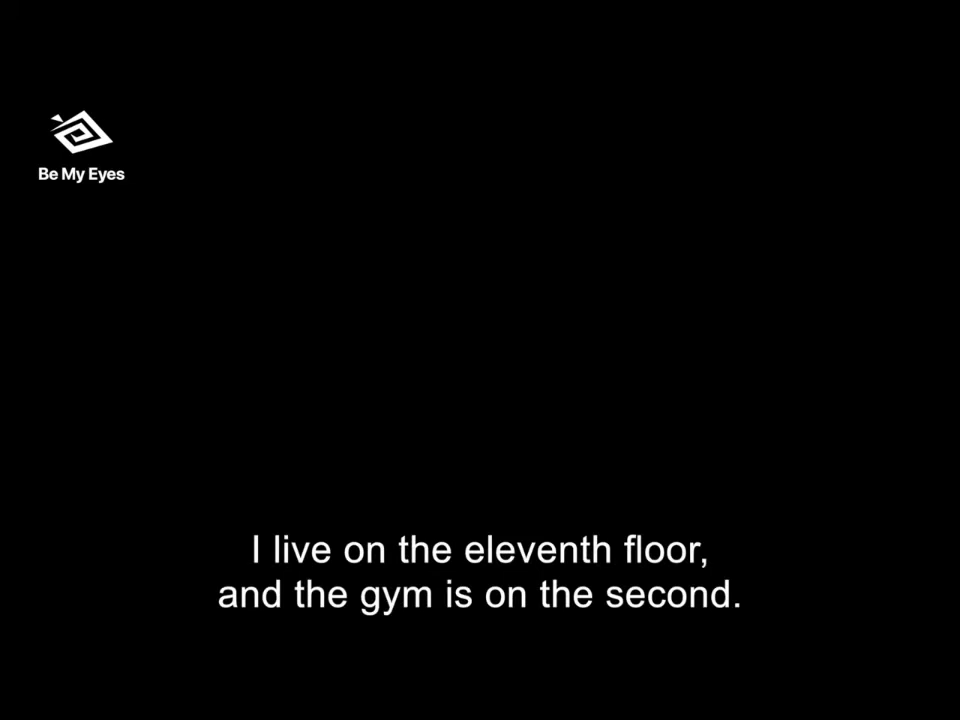 Be My Eyes
I live on the eleventh floor,
and the gym is on the second.